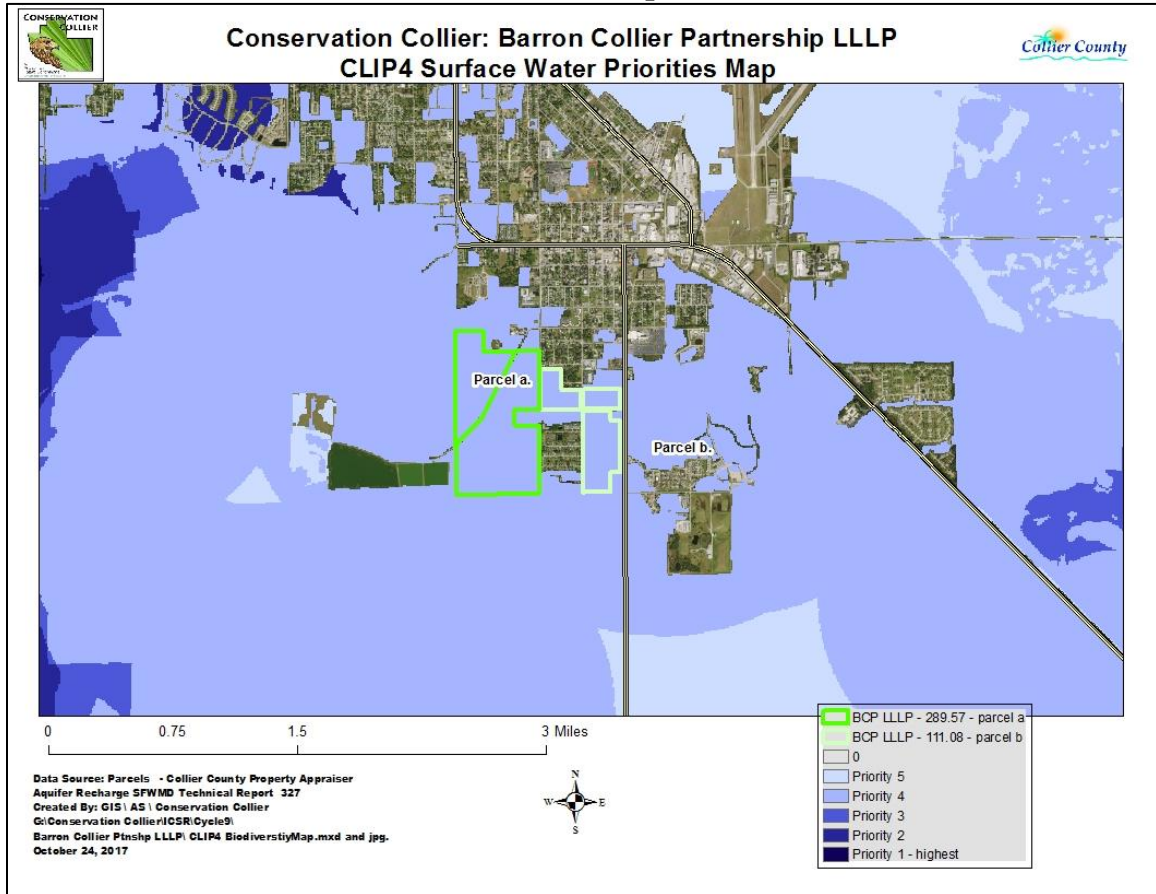 CONSERVATION
COLLIER
Conservation Collier: Barron Collier Partnership LLLP
CLIP4 Surface Water Priorities Map
Collier County
Parcel a.
Parcel b.
0 0.75 1.5 3 Miles
BCP LLLP - 289.57 - parcel a
BCP LLLP - 111.08 - parcel b
0
Priority 5
Priority 4
Priority 3
Priority 2
Priority 1 - highest
Data Source: Parcels - Collier County Property Appraiser
Aquifer Recharge SFWMD Technical Report 327
Created By: GIS \ AS \ Conservation Collier
G:\Conservation Collier\ICSR\Cycle9\
Barron Collier Ptnshp LLLP\ CLIP4 BiodiverstiyMap.mxd and jpg.
October 24, 2017
N
W E
S